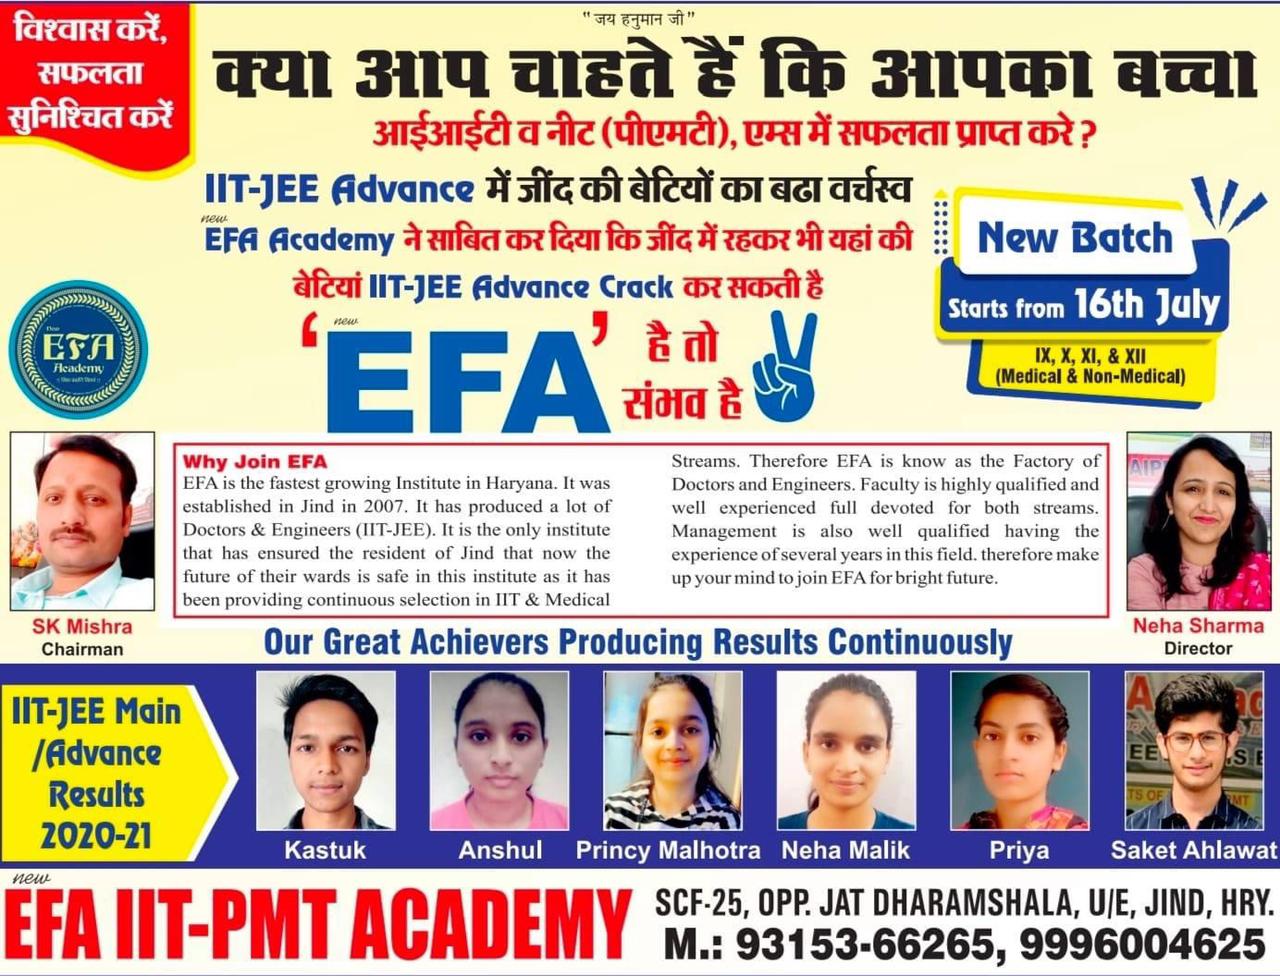 "जय हनुमान जी"
विश्वास करें,
सफलता
सुनिश्चित करें
क्या आप चाहते हैं कि आपका बच्चा
आईआईटी व नीट (पीएमटी), एम्स में सफलता प्राप्त करे ?
IIT-JEE Advance में जींद की बेटियों का बढा वर्चस्व
new
EFA Academy ने साबित कर दिया कि जींद में रहकर भी यहां की
बेटियां IIT-JEE Advance Crack कर सकती है
New Batch
Starts from 16th July
IX, X, XI, & XII
(Medical & Non-Medical)
New
EFA
Academy
new
'EFA' है तो
संभव है
SK Mishra
Chairman
Why Join EFA
EFA is the fastest growing Institute in Haryana. It was
established in Jind in 2007. It has produced a lot of
Doctors & Engineers (IIT-JEE). It is the only institute
that has ensured the resident of Jind that now the
future of their wards is safe in this institute as it has
been providing continuous selection in IIT & Medical
Streams. Therefore EFA is know as the Factory of
Doctors and Engineers. Faculty is highly qualified and
well experienced full devoted for both streams.
Management is also well qualified having the
experience of several years in this field. therefore make
up your mind to join EFA for bright future.
Neha Sharma
Director
Our Great Achievers Producing Results Continuously
IIT-JEE Main
/Advance
Results
2020-21
Kastuk
Anshul
Princy Malhotra
Neha Malik
Priya
Saket Ahlawat
new
EFA IIT-PMT ACADEMY
SCF-25, OPP. JAT DHARAMSHALA, U/E, JIND, HRY.
M.: 93153-66265, 9996004625